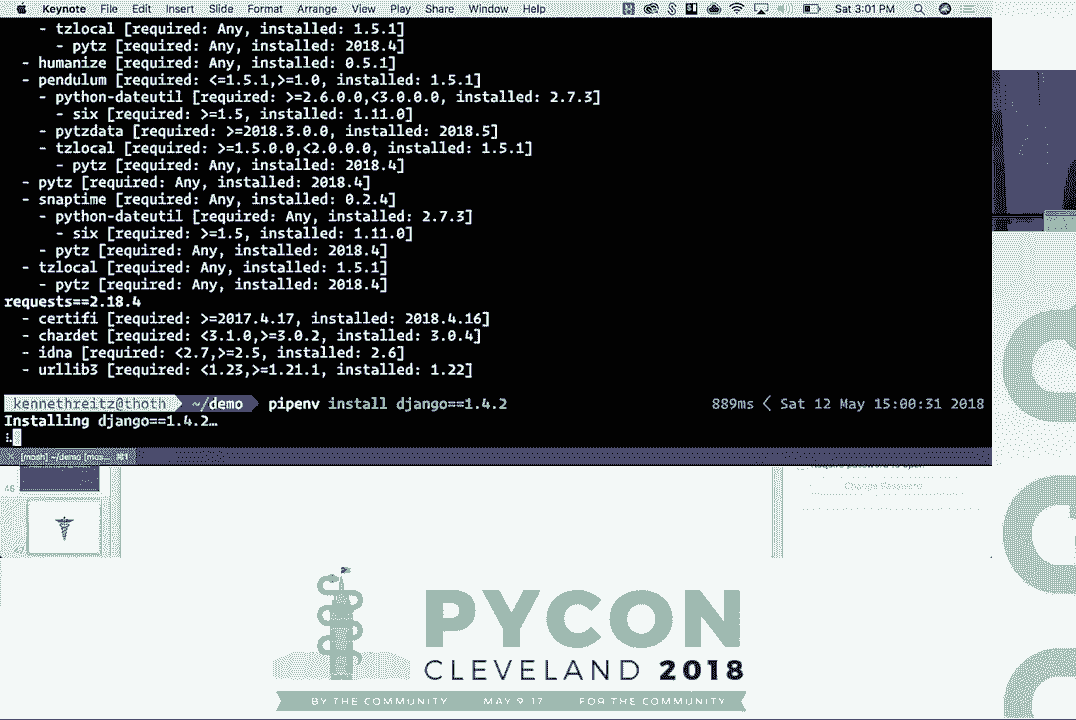 Keynote File Edit Insert Slide Format Arrange View Play Share Window Help Sat 3:01 PM
- tzlocal [required: Any, installed: 1.5.1]
- pytz [required: Any, installed: 2018.4]
- humanize [required: Any, installed: 0.5.1]
- pendulum [required: <=1.5.1,>=1.0, installed: 1.5.1]
- python-dateutil [required: >=2.6.0.0,<3.0.0.0, installed: 2.7.3]
- six [required: >=1.5, installed: 1.11.0]
- pytzdata [required: >=2018.3.0.0, installed: 2018.5]
- tzlocal [required: >=1.5.0.0,<2.0.0.0, installed: 1.5.1]
- pytz [required: Any, installed: 2018.4]
- pytz [required: Any, installed: 2018.4]
- snaptime [required: Any, installed: 0.2.4]
- python-dateutil [required: Any, installed: 2.7.3]
- six [required: >=1.5, installed: 1.11.0]
- pytz [required: Any, installed: 2018.4]
- tzlocal [required: Any, installed: 1.5.1]
- pytz [required: Any, installed: 2018.4]
requests==2.18.4
- certifi [required: >=2017.4.17, installed: 2018.4.16]
- chardet [required: <3.1.0,>=3.0.2, installed: 3.0.4]
- idna [required: <2.7,>=2.5, installed: 2.6]
- urllib3 [required: <1.23,>=1.21.1, installed: 1.22]
kennethreitz@thoth ~/demo pipenv install django==1.4.2 889ms < Sat 12 May 15:00:31 2018
Installing django==1.4.2…
[mosh] ~/demo [mos... ⌘1
46
Change Password
47
PYCON
CLEVELAND 2018
BY THE COMMUNITY MAY 9-17 FOR THE COMMUNITY